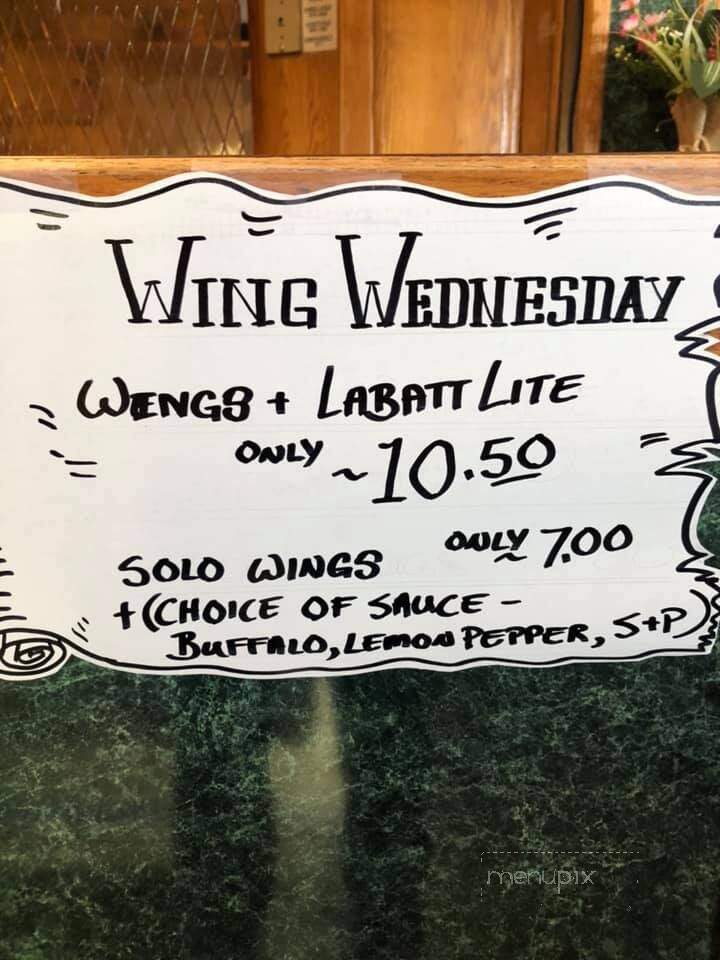 WING WEDNESDAY
WENGS + LABATT LITE
ONLY ~10.50
SOLO WINGS ONLY 7.00
+ (CHOICE OF SAUCE -
BUFFALO, LEMON PEPPER, S+P)
menupix